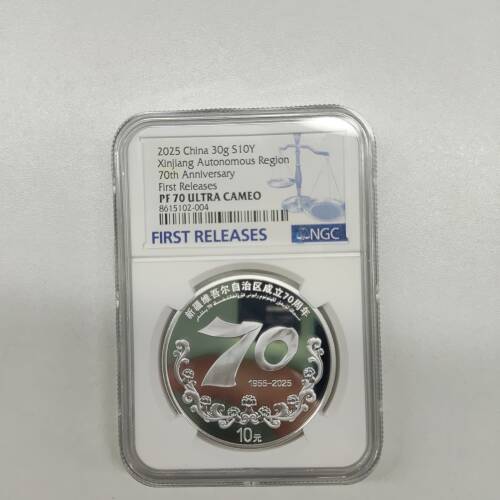 2025 China 30g S10Y
Xinjiang Autonomous Region
70th Anniversary
First Releases
PF 70 ULTRA CAMEO
8615102-004
FIRST RELEASES
NGC
新疆维吾尔自治区成立70周年
70
1955-2025
10元